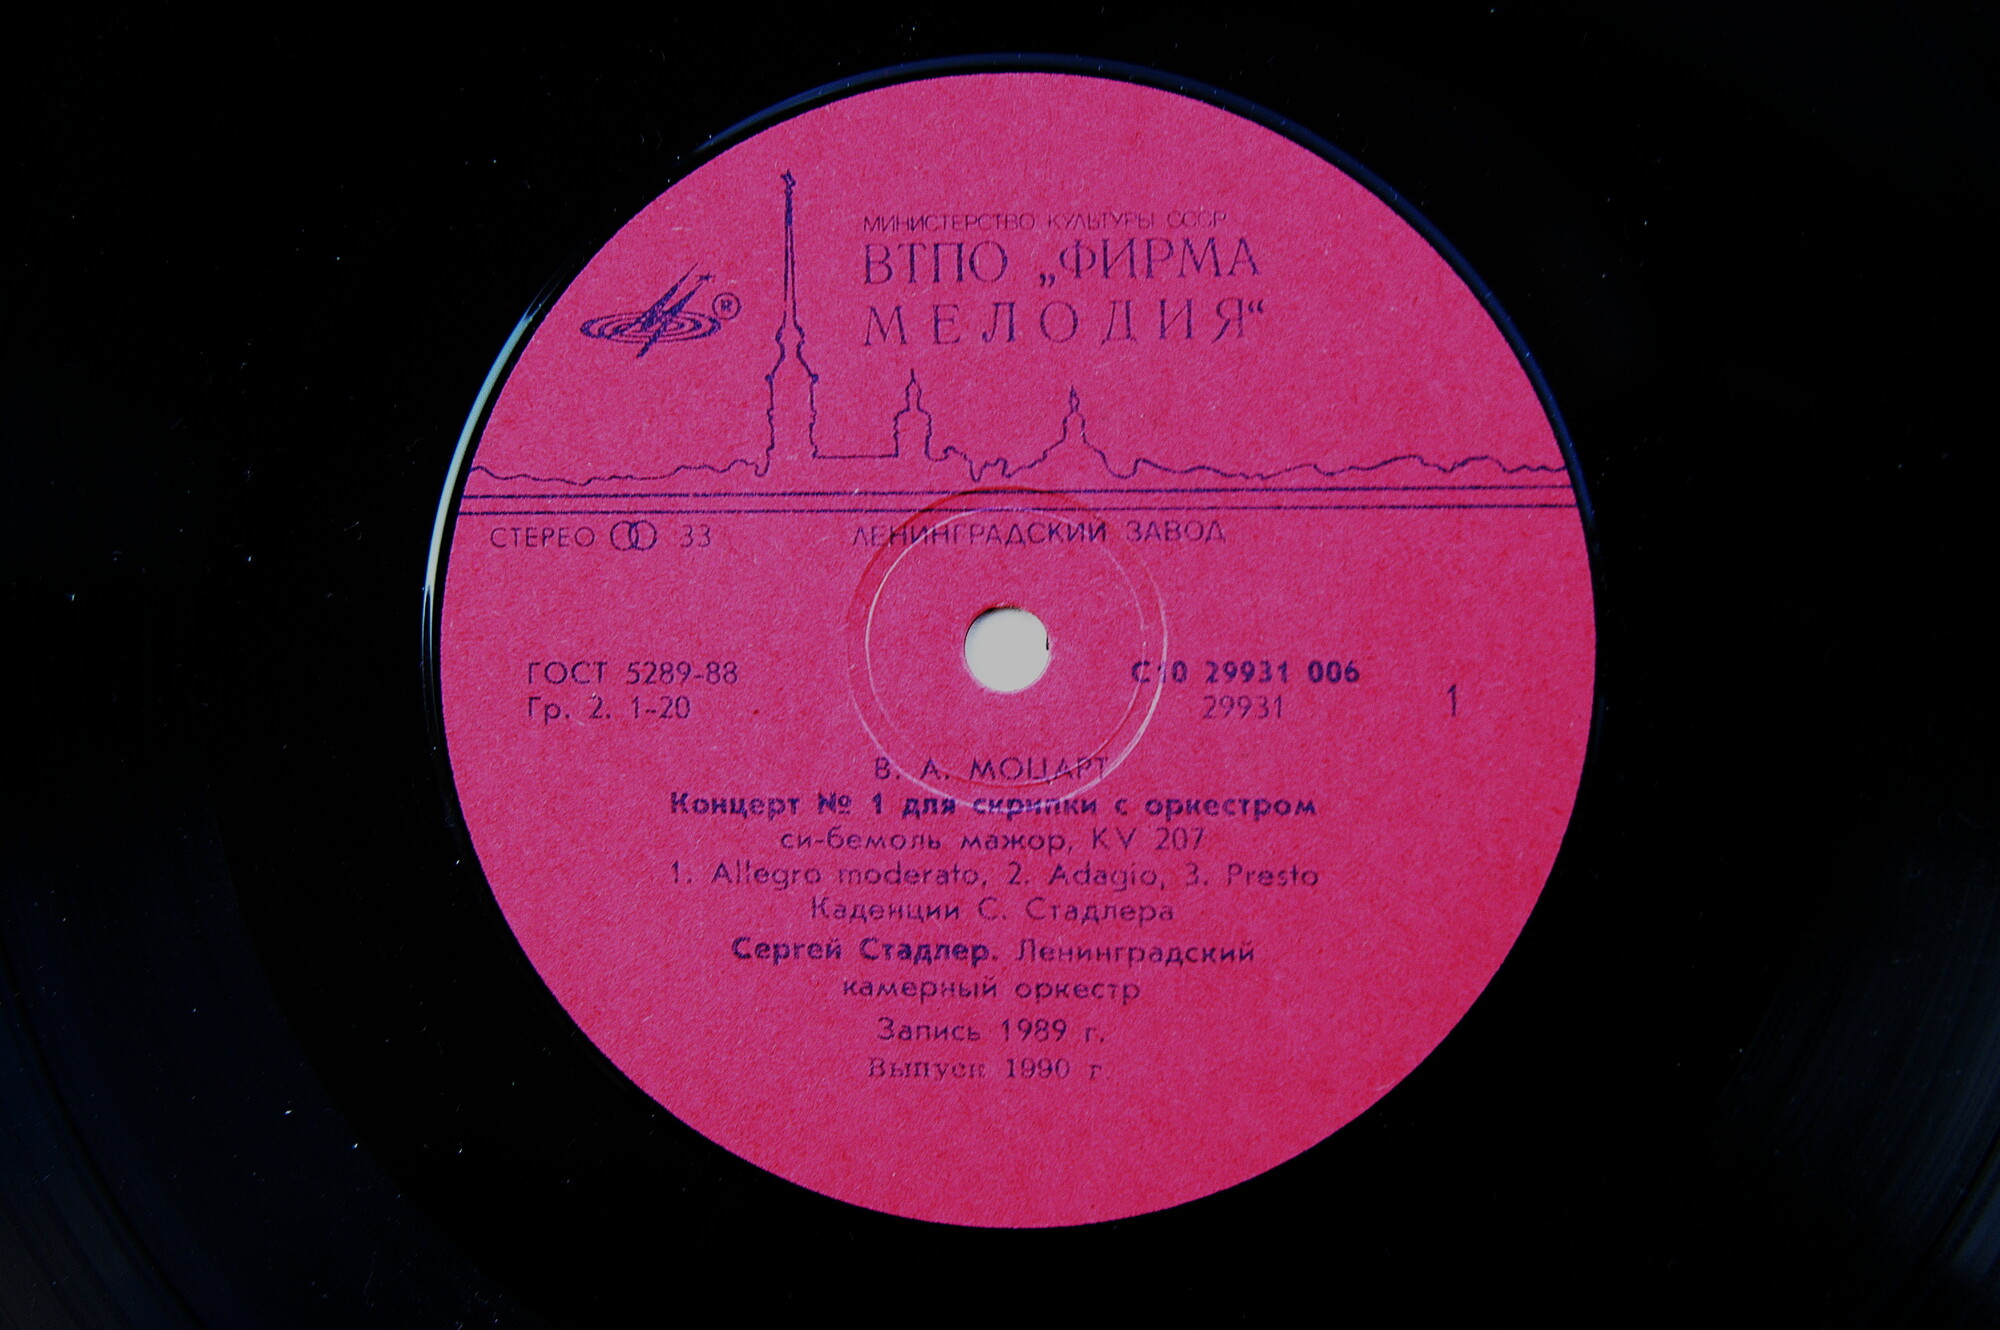 МИНИСТЕРСТВО КУЛЬТУРЫ СССР
ВТПО „ФИРМА
МЕЛОДИЯ“
®
СТЕРЕО 33 ЛЕНИНГРАДСКИЙ ЗАВОД
ГОСТ 5289-88 С10 29931 006
Гр. 2. 1-20 29931 1
В. А. МОЦАРТ
Концерт № 1 для скрипки с оркестром
си-бемоль мажор, KV 207
1. Allegro moderato, 2. Adagio, 3. Presto
Каденции С. Стадлера
Сергей Стадлер. Ленинградский
камерный оркестр
Запись 1989 г.
Выпуск 1990 г.